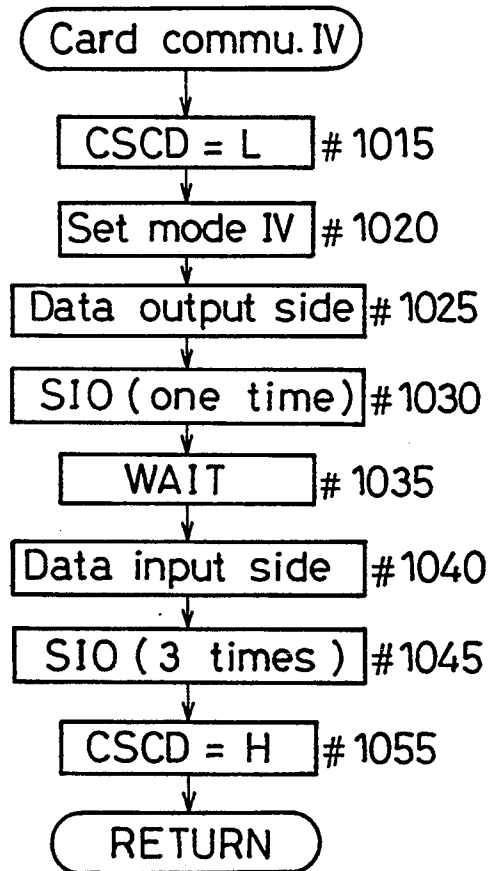 Card commu. IV
CSCD = L #1015
Set mode IV #1020
Data output side #1025
SIO (one time) #1030
WAIT #1035
Data input side #1040
SIO (3 times) #1045
CSCD = H #1055
RETURN